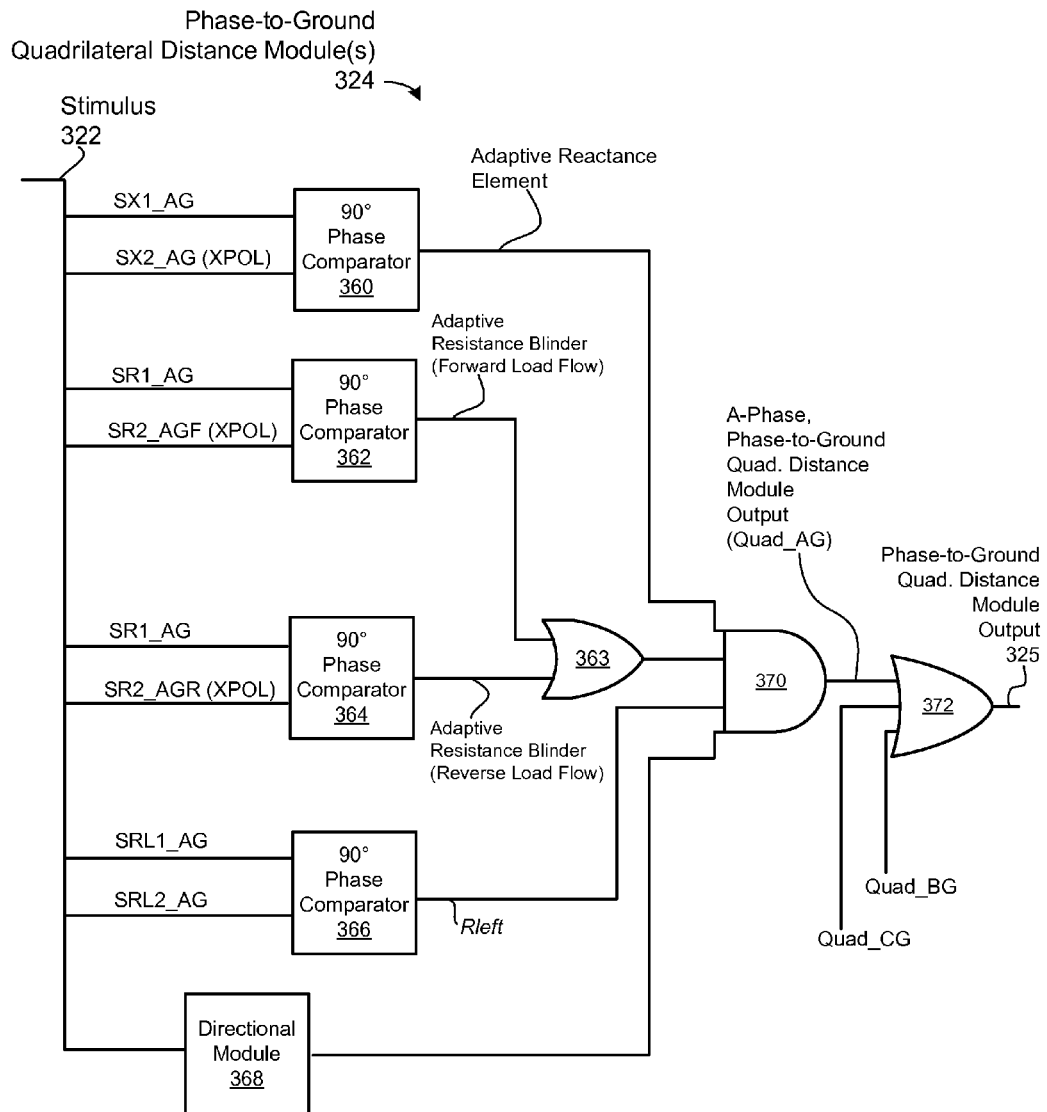 Phase-to-Ground
Quadrilateral Distance Module(s)
324
Stimulus
322
SX1_AG
SX2_AG (XPOL)
90°
Phase
Comparator
360
Adaptive Reactance
Element
SR1_AG
SR2_AGF (XPOL)
90°
Phase
Comparator
362
Adaptive
Resistance Blinder
(Forward Load Flow)
SR1_AG
SR2_AGR (XPOL)
90°
Phase
Comparator
364
Adaptive
Resistance Blinder
(Reverse Load Flow)
363
SRL1_AG
SRL2_AG
90°
Phase
Comparator
366
Rleft
Directional
Module
368
370
A-Phase,
Phase-to-Ground
Quad. Distance
Module
Output
(Quad_AG)
Phase-to-Ground
Quad. Distance
Module
Output
325
372
Quad_BG
Quad_CG